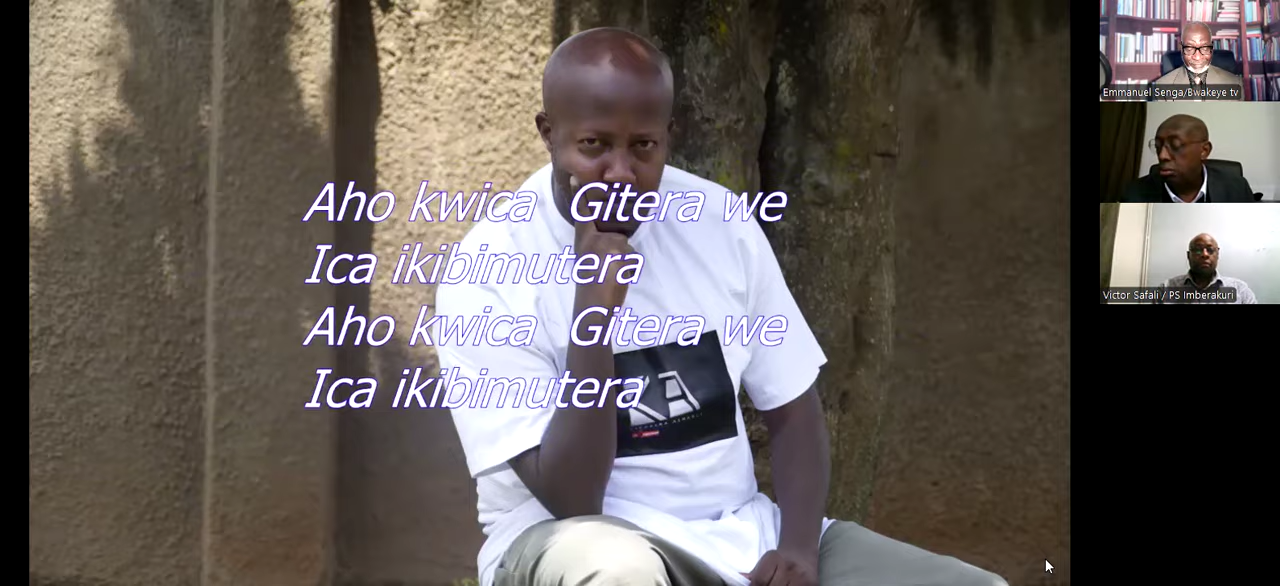 Aho kwica Gitera we
Ica ikibimutera
Aho kwica Gitera we
Ica ikibimutera
KA
Emmanuel Senga/Bwakeye tv
Victor Safali / PS Imberakuri